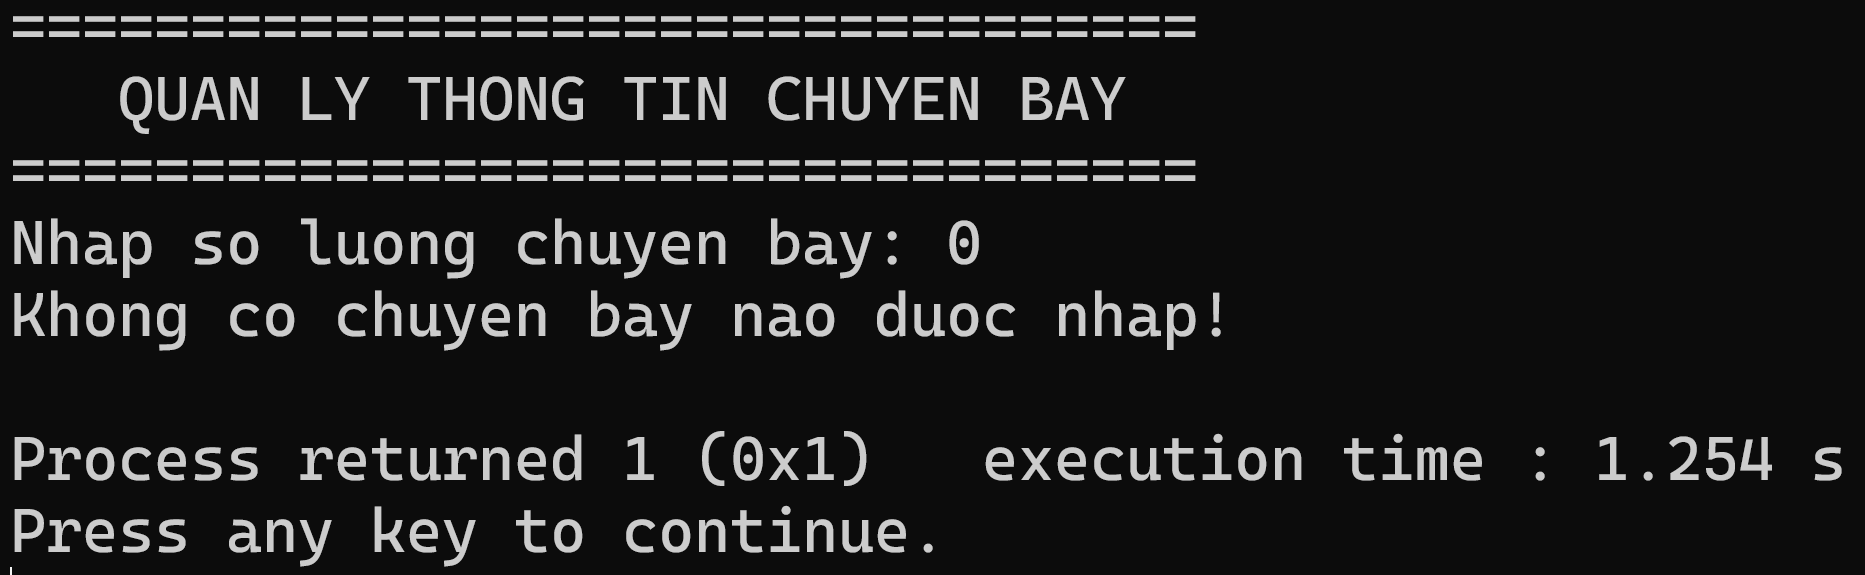 =================================
QUAN LY THONG TIN CHUYEN BAY
=================================
Nhap so luong chuyen bay: 0
Khong co chuyen bay nao duoc nhap!
Process returned 1 (0x1)   execution time : 1.254 s
Press any key to continue.